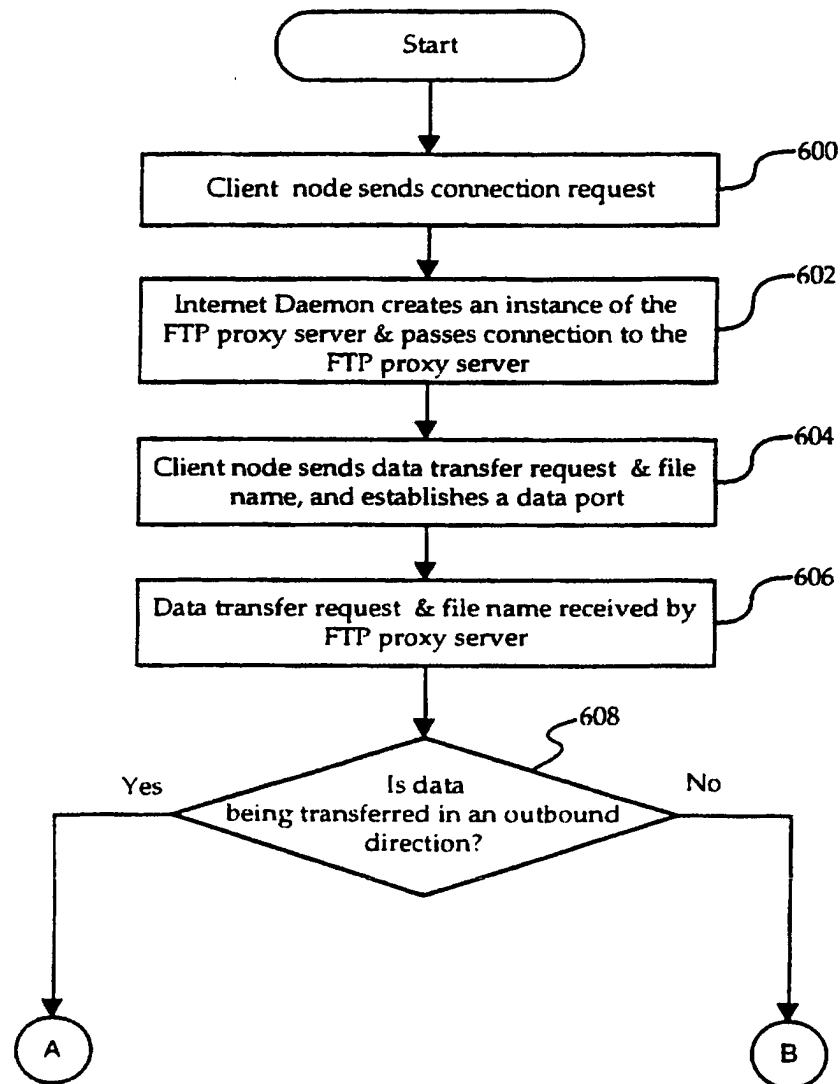 Start
600
Client node sends connection request
602
Internet Daemon creates an instance of the
FTP proxy server & passes connection to the
FTP proxy server
604
Client node sends data transfer request & file
name, and establishes a data port
606
Data transfer request & file name received by
FTP proxy server
608
Yes
Is data
being transferred in an outbound
direction?
No
A
B